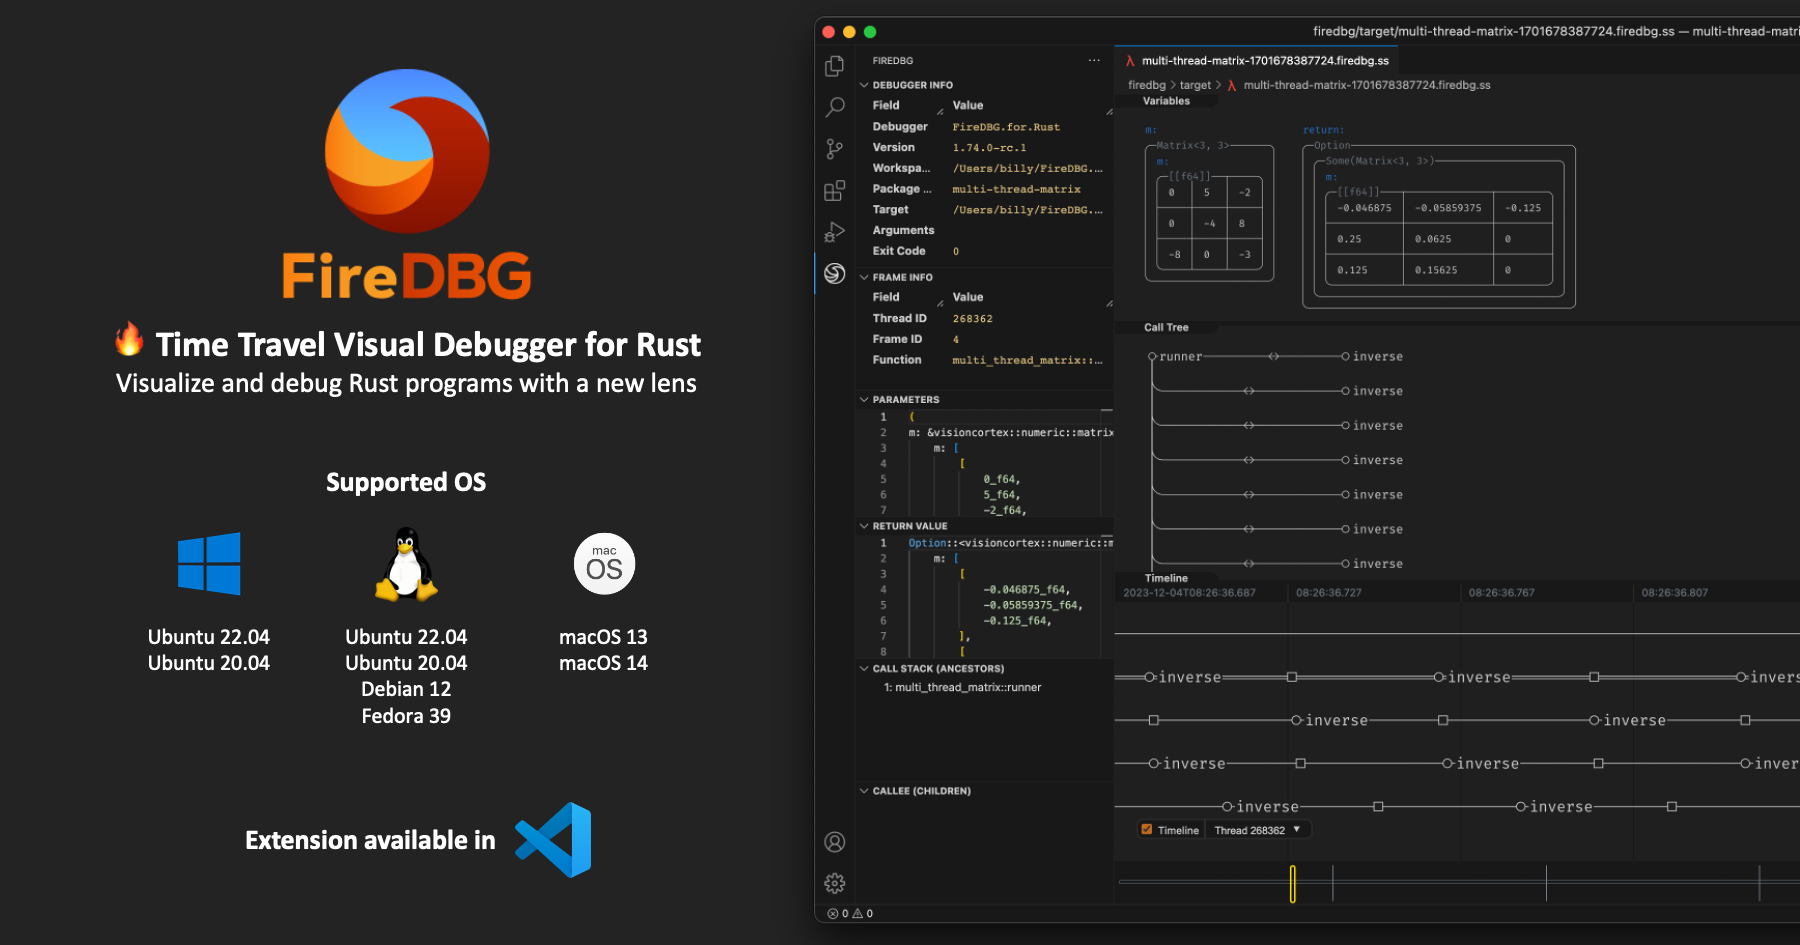 FireDBG
🔥 Time Travel Visual Debugger for Rust
Visualize and debug Rust programs with a new lens
Supported OS
mac
OS
Ubuntu 22.04
Ubuntu 20.04
Ubuntu 22.04
Ubuntu 20.04
Debian 12
Fedora 39
macOS 13
macOS 14
Extension available in
firedbg/target/multi-thread-matrix-1701678387724.firedbg.ss — multi-thread-matri
FIREDBG ...
DEBUGGER INFO
Field Value
Debugger FireDBG.for.Rust
Version 1.74.0-rc.1
Workspa... /Users/billy/FireDBG....
Package ... multi-thread-matrix
Target /Users/billy/FireDBG....
Arguments
Exit Code 0
FRAME INFO
Field Value
Thread ID 268362
Frame ID 4
Function multi_thread_matrix::...
PARAMETERS
1 (
2 m: &visioncortex::numeric::matrix
3 m: [
4 [
5 0_f64,
6 5_f64,
7 -2_f64,
RETURN VALUE
1 Option::<visioncortex::numeric::m
2 m: [
3 [
4 -0.046875_f64,
5 -0.05859375_f64,
6 -0.125_f64,
7 ],
8 [
CALL STACK (ANCESTORS)
1: multi_thread_matrix::runner
CALLEE (CHILDREN)
0 0
multi-thread-matrix-1701678387724.firedbg.ss
firedbg > target > multi-thread-matrix-1701678387724.firedbg.ss
Variables
m:
Matrix<3, 3>
m:
[[f64]]
0 5 -2
0 -4 8
-8 0 -3
return:
Option
Some(Matrix<3, 3>)
m:
[[f64]]
-0.046875 -0.05859375 -0.125
0.25 0.0625 0
0.125 0.15625 0
Call Tree
runner <> inverse
<> inverse
<> inverse
<> inverse
<> inverse
<> inverse
<> inverse
Timeline
2023-12-04T08:26:36.687 08:26:36.727 08:26:36.767 08:26:36.807
inverse inverse invers
inverse inverse
inverse inverse inver
inverse inverse
Timeline Thread 268362